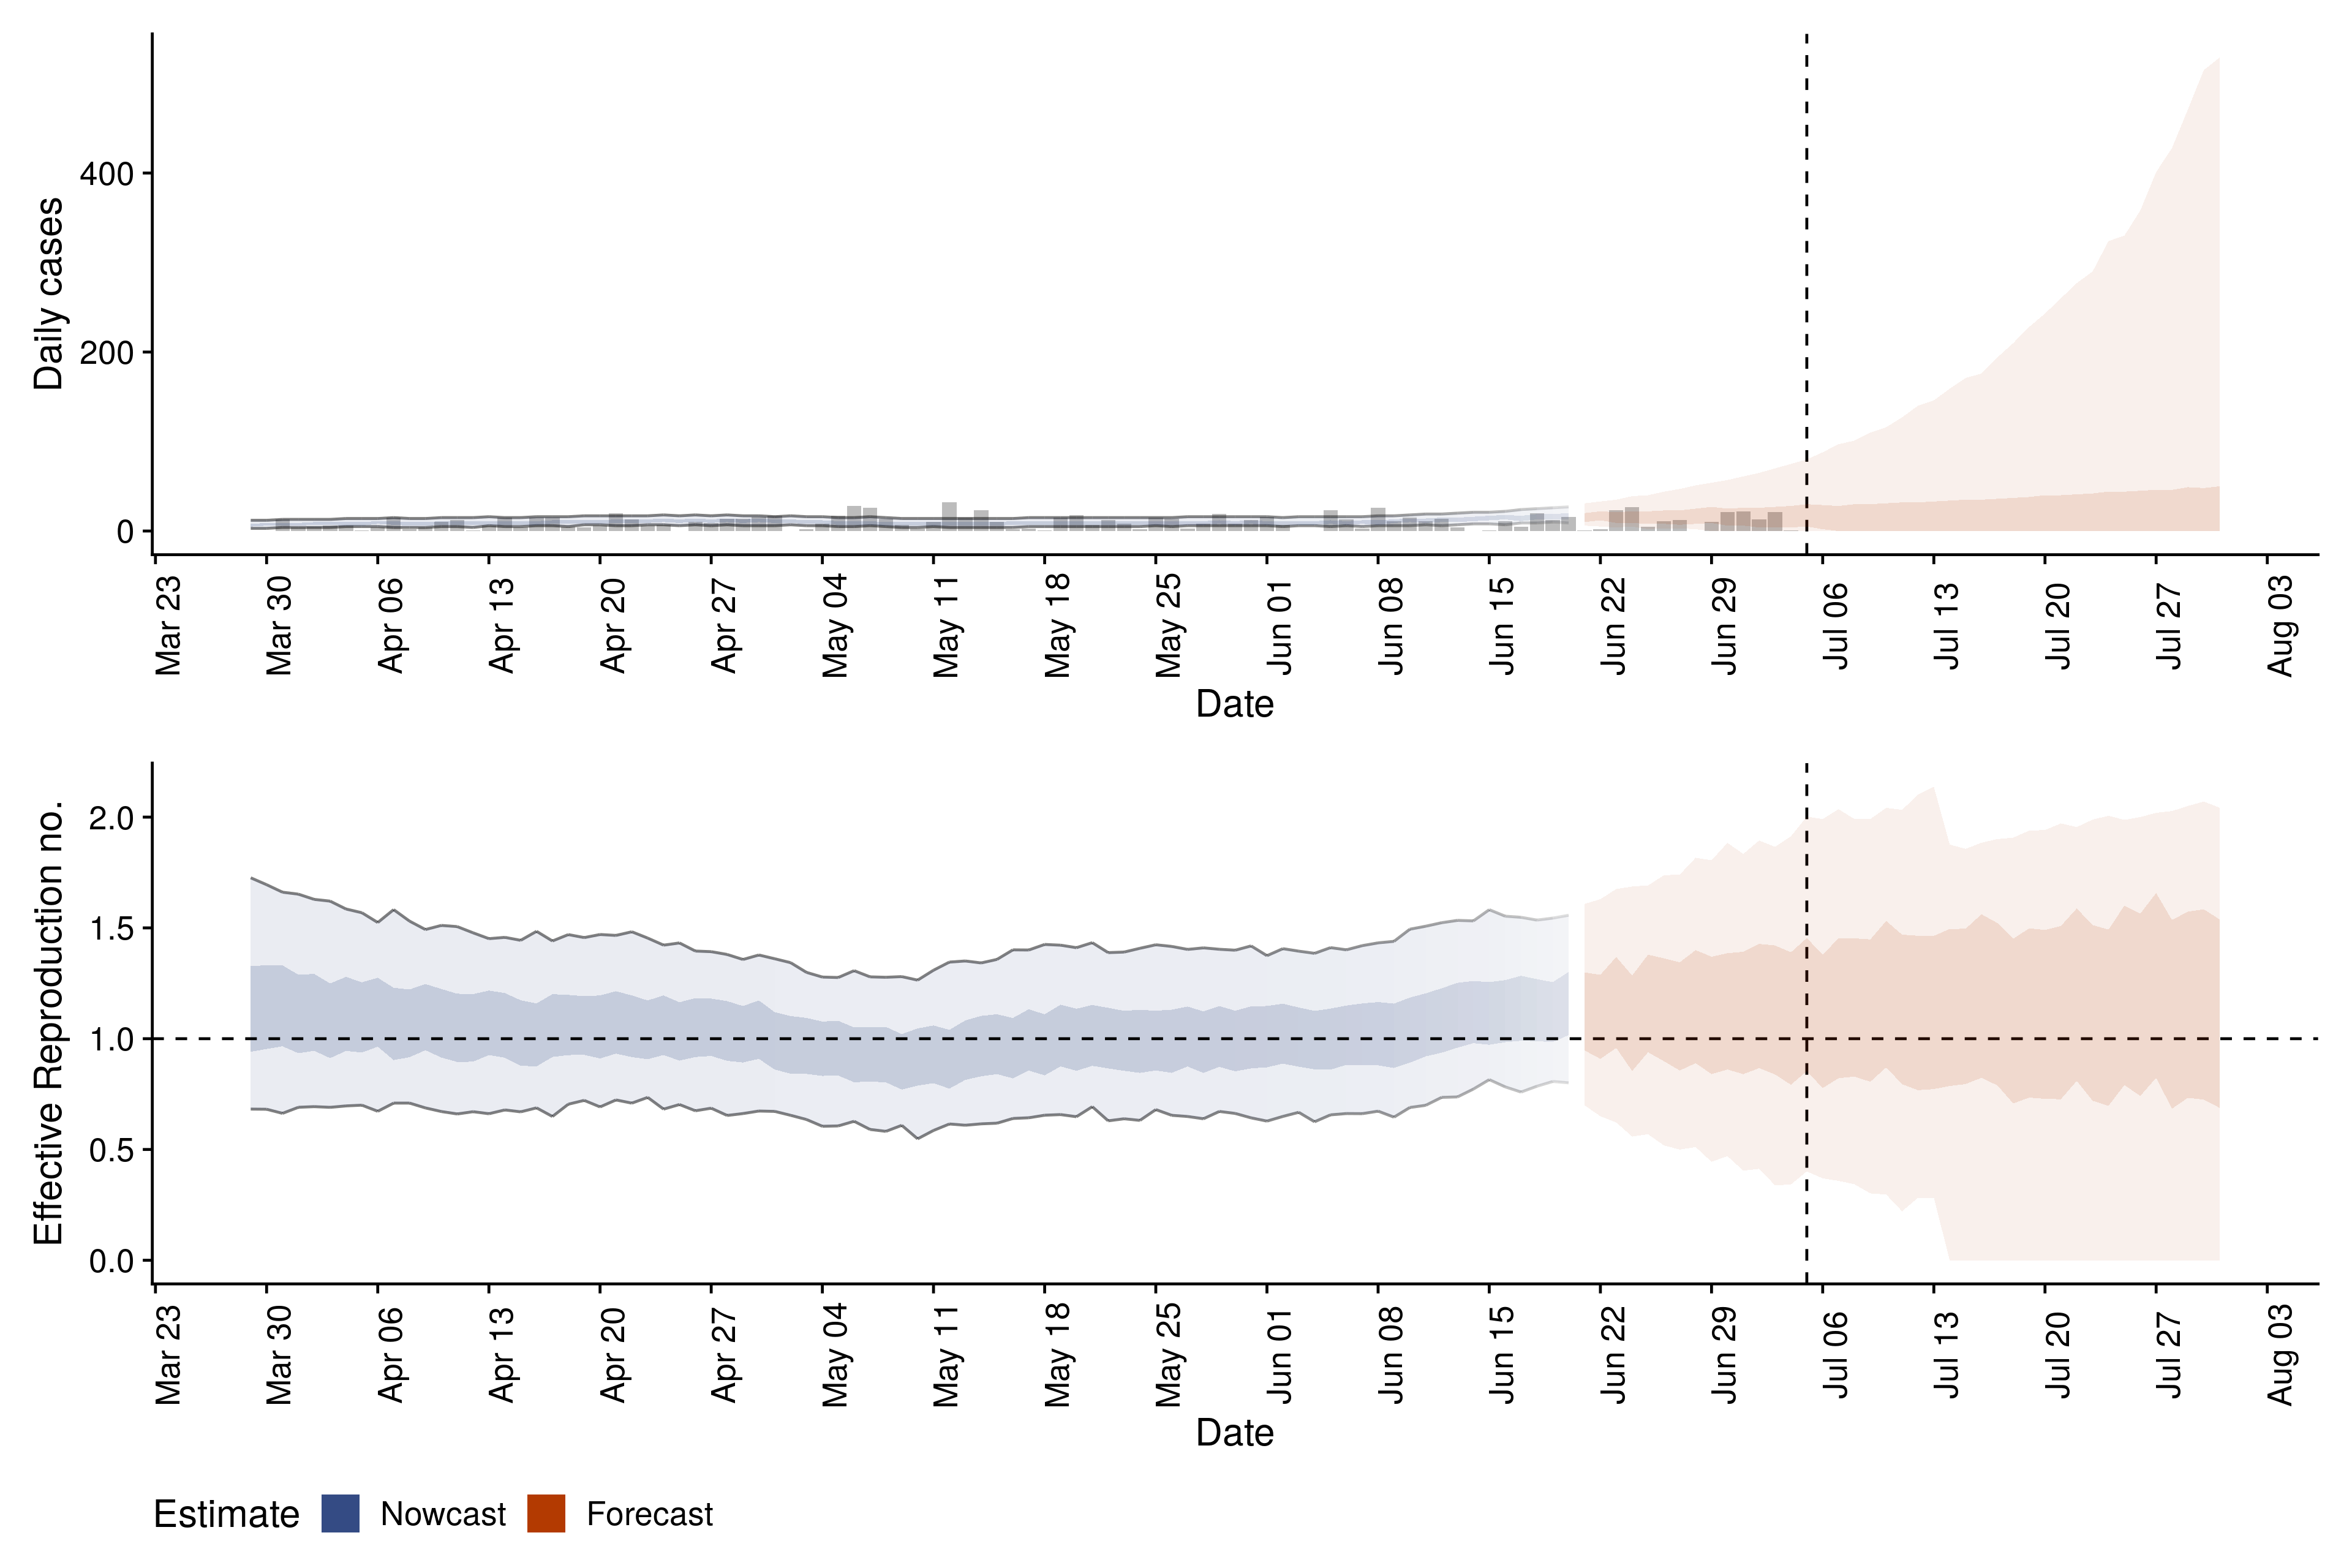 Daily cases
400
200
0
Mar 23 Mar 30 Apr 06 Apr 13 Apr 20 Apr 27 May 04 May 11 May 18 May 25 Jun 01 Jun 08 Jun 15 Jun 22 Jun 29 Jul 06 Jul 13 Jul 20 Jul 27 Aug 03
Date
Effective Reproduction no.
2.0
1.5
1.0
0.5
0.0
Mar 23 Mar 30 Apr 06 Apr 13 Apr 20 Apr 27 May 04 May 11 May 18 May 25 Jun 01 Jun 08 Jun 15 Jun 22 Jun 29 Jul 06 Jul 13 Jul 20 Jul 27 Aug 03
Date
Estimate Nowcast Forecast